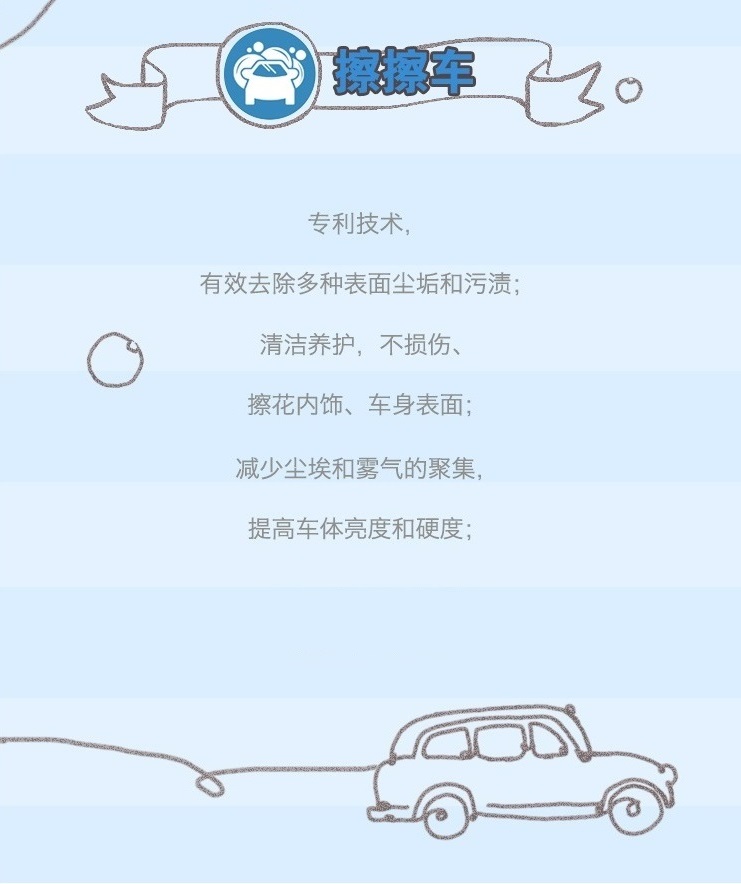 擦擦车
专利技术，
有效去除多种表面尘垢和污渍；
清洁养护，不损伤、
擦花内饰、车身表面；
减少尘埃和雾气的聚集，
提高车体亮度和硬度；